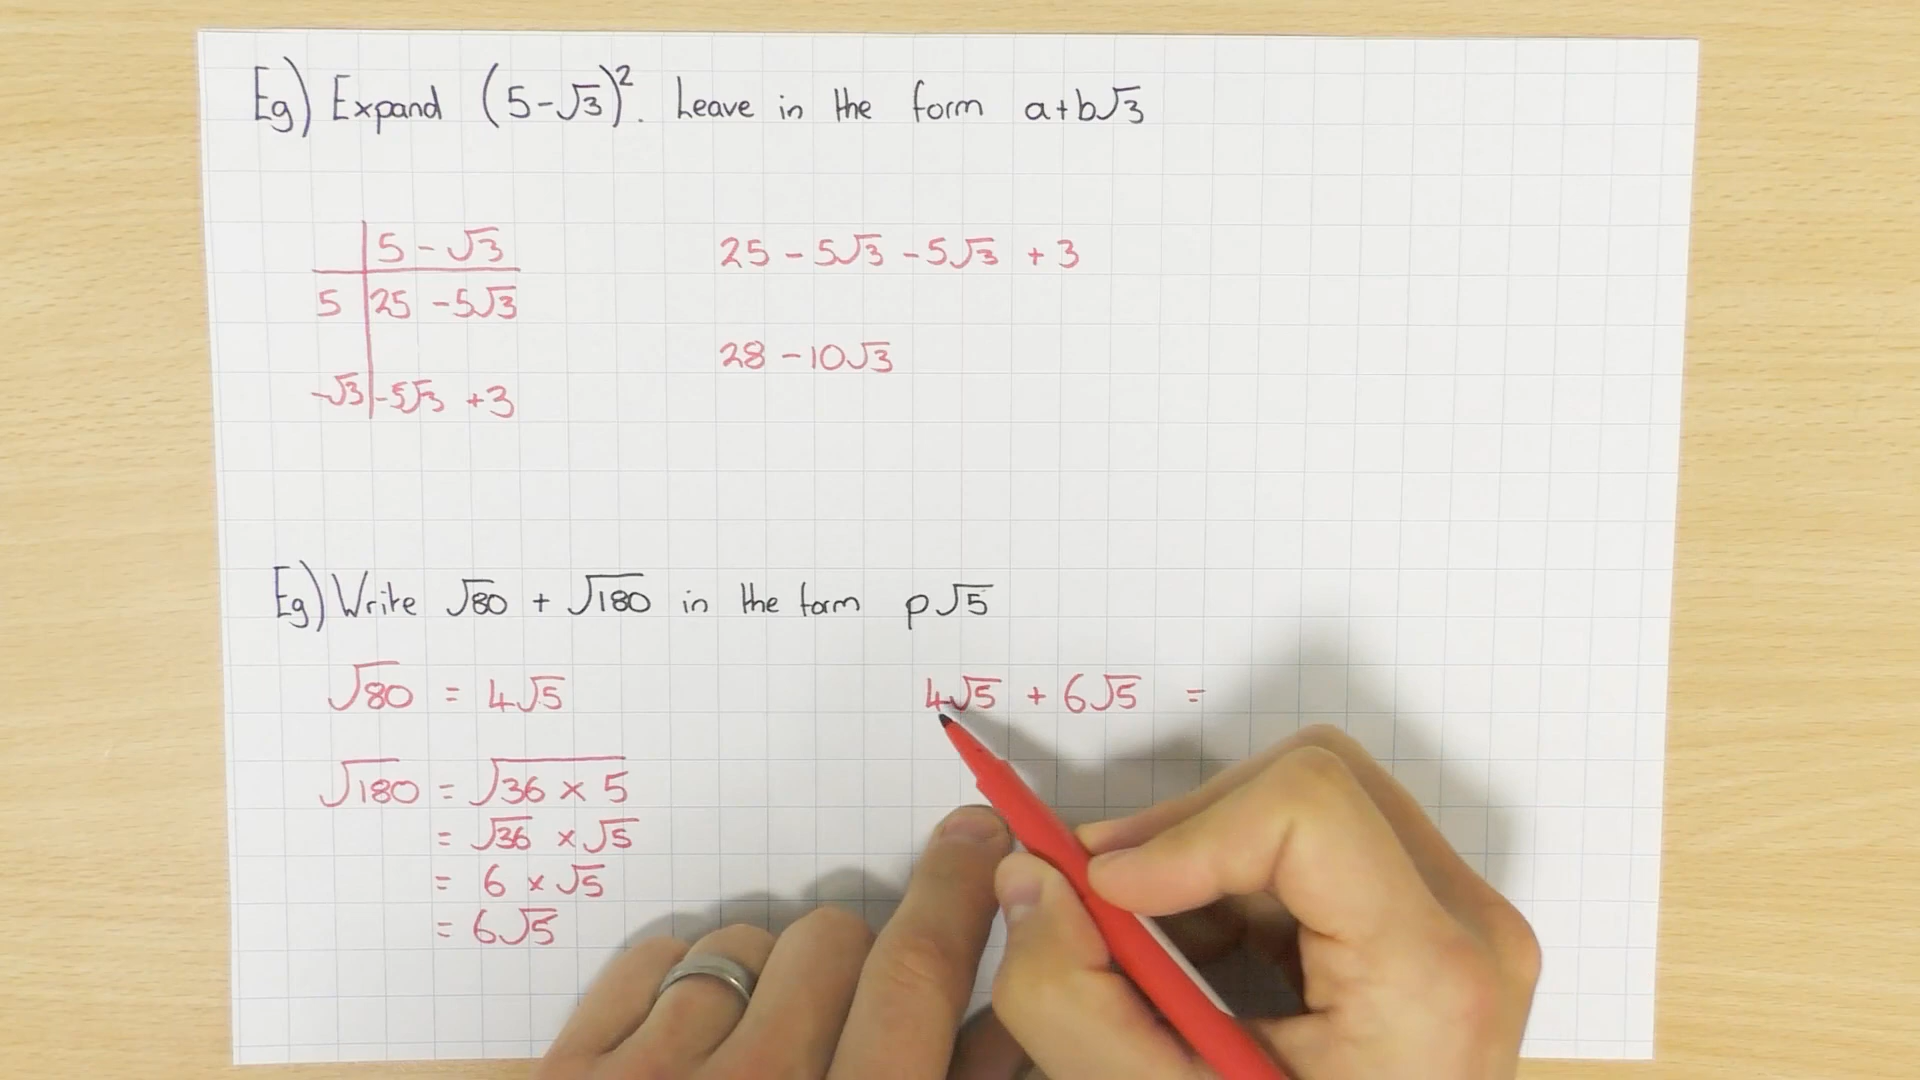 Eg) Expand (5-√3)². Leave in the form a+b√3
5 - √3
5 25 -5√3
-√3 -5√3 +3
25 - 5√3 - 5√3 + 3
28 - 10√3
Eg) Write √80 + √180 in the form p√5
√80 = 4√5
√180 = √36 × 5
= √36 × √5
= 6 × √5
= 6√5
4√5 + 6√5 =